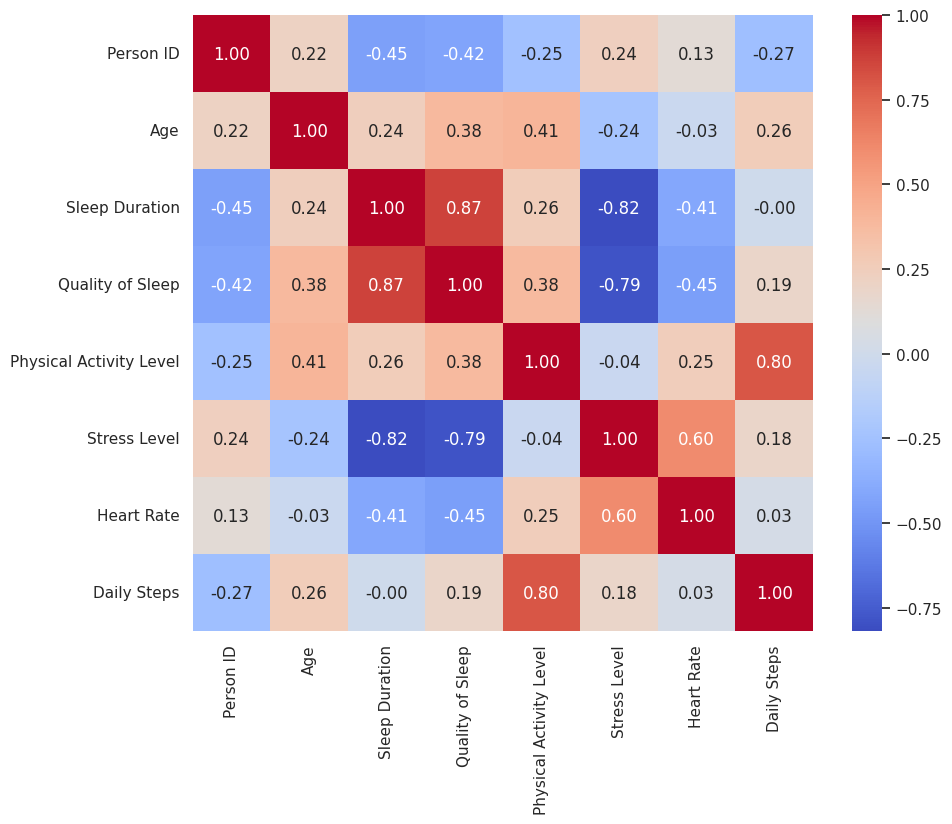 Person ID 1.00 0.22 -0.45 -0.42 -0.25 0.24 0.13 -0.27
Age 0.22 1.00 0.24 0.38 0.41 -0.24 -0.03 0.26
Sleep Duration -0.45 0.24 1.00 0.87 0.26 -0.82 -0.41 -0.00
Quality of Sleep -0.42 0.38 0.87 1.00 0.38 -0.79 -0.45 0.19
Physical Activity Level -0.25 0.41 0.26 0.38 1.00 -0.04 0.25 0.80
Stress Level 0.24 -0.24 -0.82 -0.79 -0.04 1.00 0.60 0.18
Heart Rate 0.13 -0.03 -0.41 -0.45 0.25 0.60 1.00 0.03
Daily Steps -0.27 0.26 -0.00 0.19 0.80 0.18 0.03 1.00
Person ID
Age
Sleep Duration
Quality of Sleep
Physical Activity Level
Stress Level
Heart Rate
Daily Steps
1.00
0.75
0.50
0.25
0.00
−0.25
−0.50
−0.75